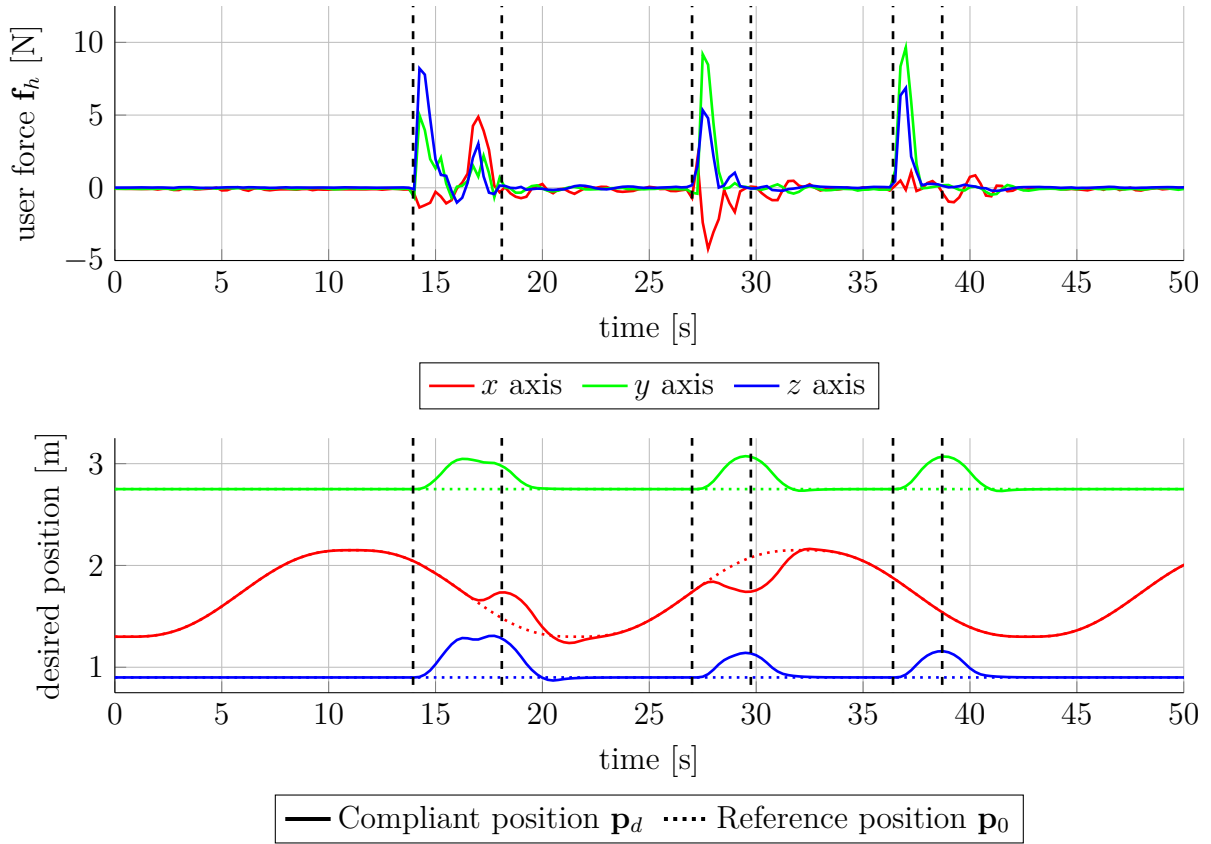 user force f_h [N]
10
5
0
−5
0 5 10 15 20 25 30 35 40 45 50
time [s]
x axis y axis z axis
desired position [m]
3
2
1
0 5 10 15 20 25 30 35 40 45 50
time [s]
Compliant position p_d Reference position p_0